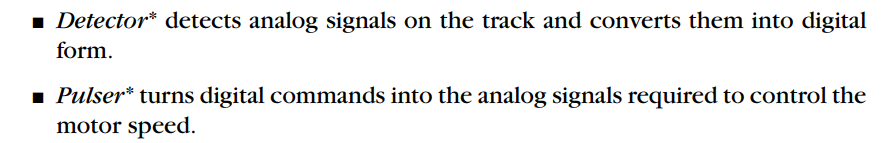 ■ Detector* detects analog signals on the track and converts them into digital
form.
■ Pulser* turns digital commands into the analog signals required to control the
motor speed.